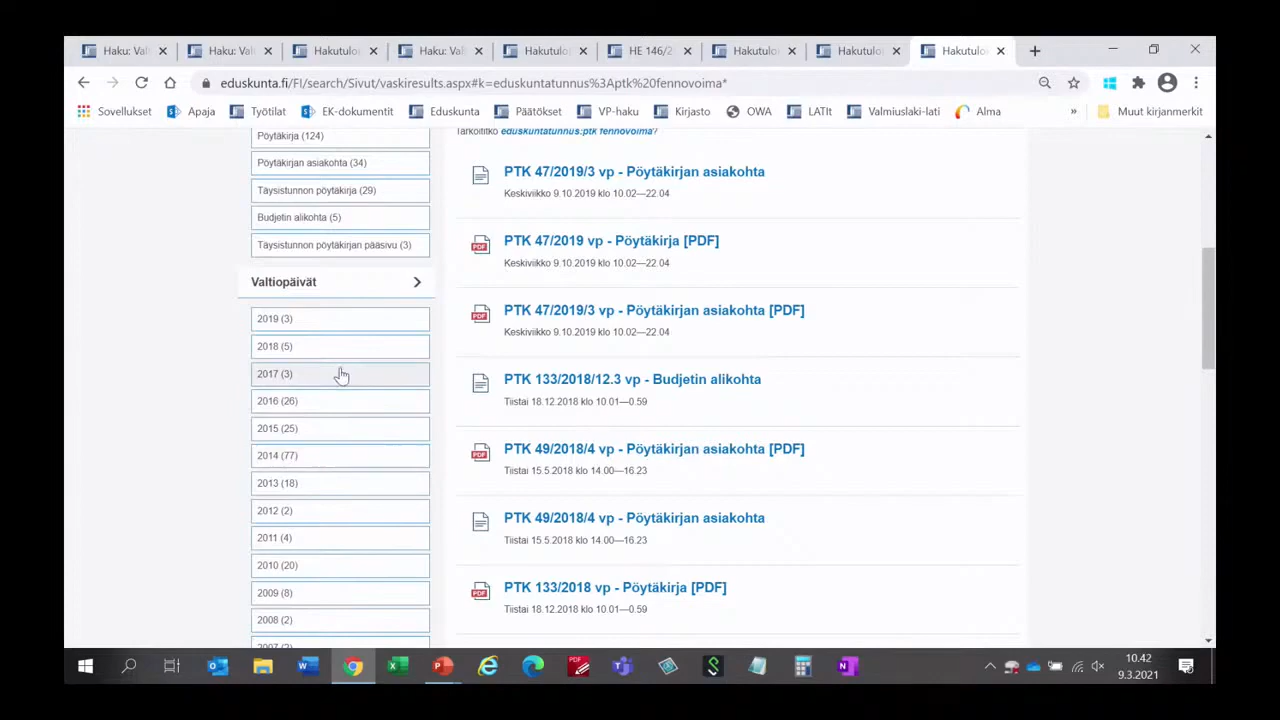 Haku: Val
Haku: Val
Hakutulo
Haku: Val
Hakutulo
HE 146/2
Hakutulo
Hakutulo
Hakutulo
eduskunta.fi/FI/search/Sivut/vaskiresults.aspx#k=eduskuntatunnus%3Aptk%20fennovoima*
Sovellukset
Apaja
Työtilat
EK-dokumentit
Eduskunta
Päätökset
VP-haku
Kirjasto
OWA
LATIt
Valmiuslaki-lati
Alma
»
Muut kirjanmerkit
Pöytäkirja (124)
Pöytäkirjan asiakohta (34)
Täysistunnon pöytäkirja (29)
Budjetin alikohta (5)
Täysistunnon pöytäkirjan pääsivu (3)
Valtiopäivät
2019 (3)
2018 (5)
2017 (3)
2016 (26)
2015 (25)
2014 (77)
2013 (18)
2012 (2)
2011 (4)
2010 (20)
2009 (8)
2008 (2)
2007 (2)
Tarkoititko eduskuntatunnus:ptk fennovoima?
PTK 47/2019/3 vp - Pöytäkirjan asiakohta
Keskiviikko 9.10.2019 klo 10.02—22.04
PDF
PTK 47/2019 vp - Pöytäkirja [PDF]
Keskiviikko 9.10.2019 klo 10.02—22.04
PDF
PTK 47/2019/3 vp - Pöytäkirjan asiakohta [PDF]
Keskiviikko 9.10.2019 klo 10.02—22.04
PTK 133/2018/12.3 vp - Budjetin alikohta
Tiistai 18.12.2018 klo 10.01—0.59
PDF
PTK 49/2018/4 vp - Pöytäkirjan asiakohta [PDF]
Tiistai 15.5.2018 klo 14.00—16.23
PTK 49/2018/4 vp - Pöytäkirjan asiakohta
Tiistai 15.5.2018 klo 14.00—16.23
PDF
PTK 133/2018 vp - Pöytäkirja [PDF]
Tiistai 18.12.2018 klo 10.01—0.59
10.42
9.3.2021